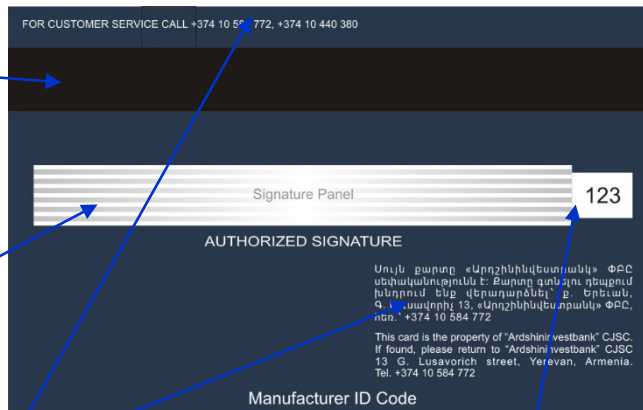 FOR CUSTOMER SERVICE CALL +374 10 584 772, +374 10 440 380
Signature Panel
123
AUTHORIZED SIGNATURE
Սույն քարտը «Արդշինինվեստբանկ» ՓԲԸ
սեփականությունն է: Քարտը գտնելու դեպքում
խնդրում ենք վերադարձնել՝ ք. Երեւան,
Գ. Լուսավորիչ 13, «Արդշինինվեստբանկ» ՓԲԸ,
հեռ.՝ +374 10 584 772
This card is the property of "Ardshininvestbank" CJSC.
If found, please return to "Ardshininvestbank" CJSC
13 G. Lusavorich street, Yerevan, Armenia.
Tel. +374 10 584 772
Manufacturer ID Code